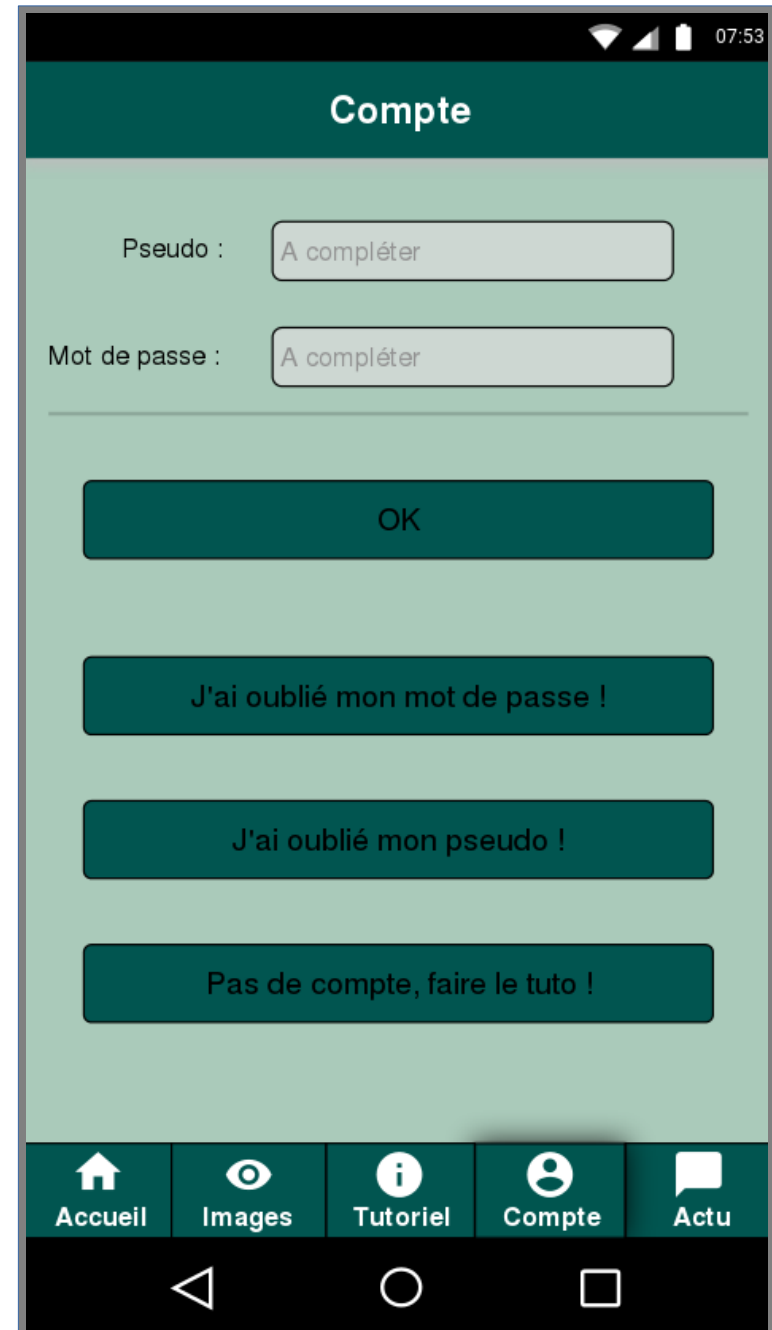 07:53
Compte
Pseudo :
A compléter
Mot de passe :
A compléter
OK
J'ai oublié mon mot de passe !
J'ai oublié mon pseudo !
Pas de compte, faire le tuto !
Accueil
Images
Tutoriel
Compte
Actu